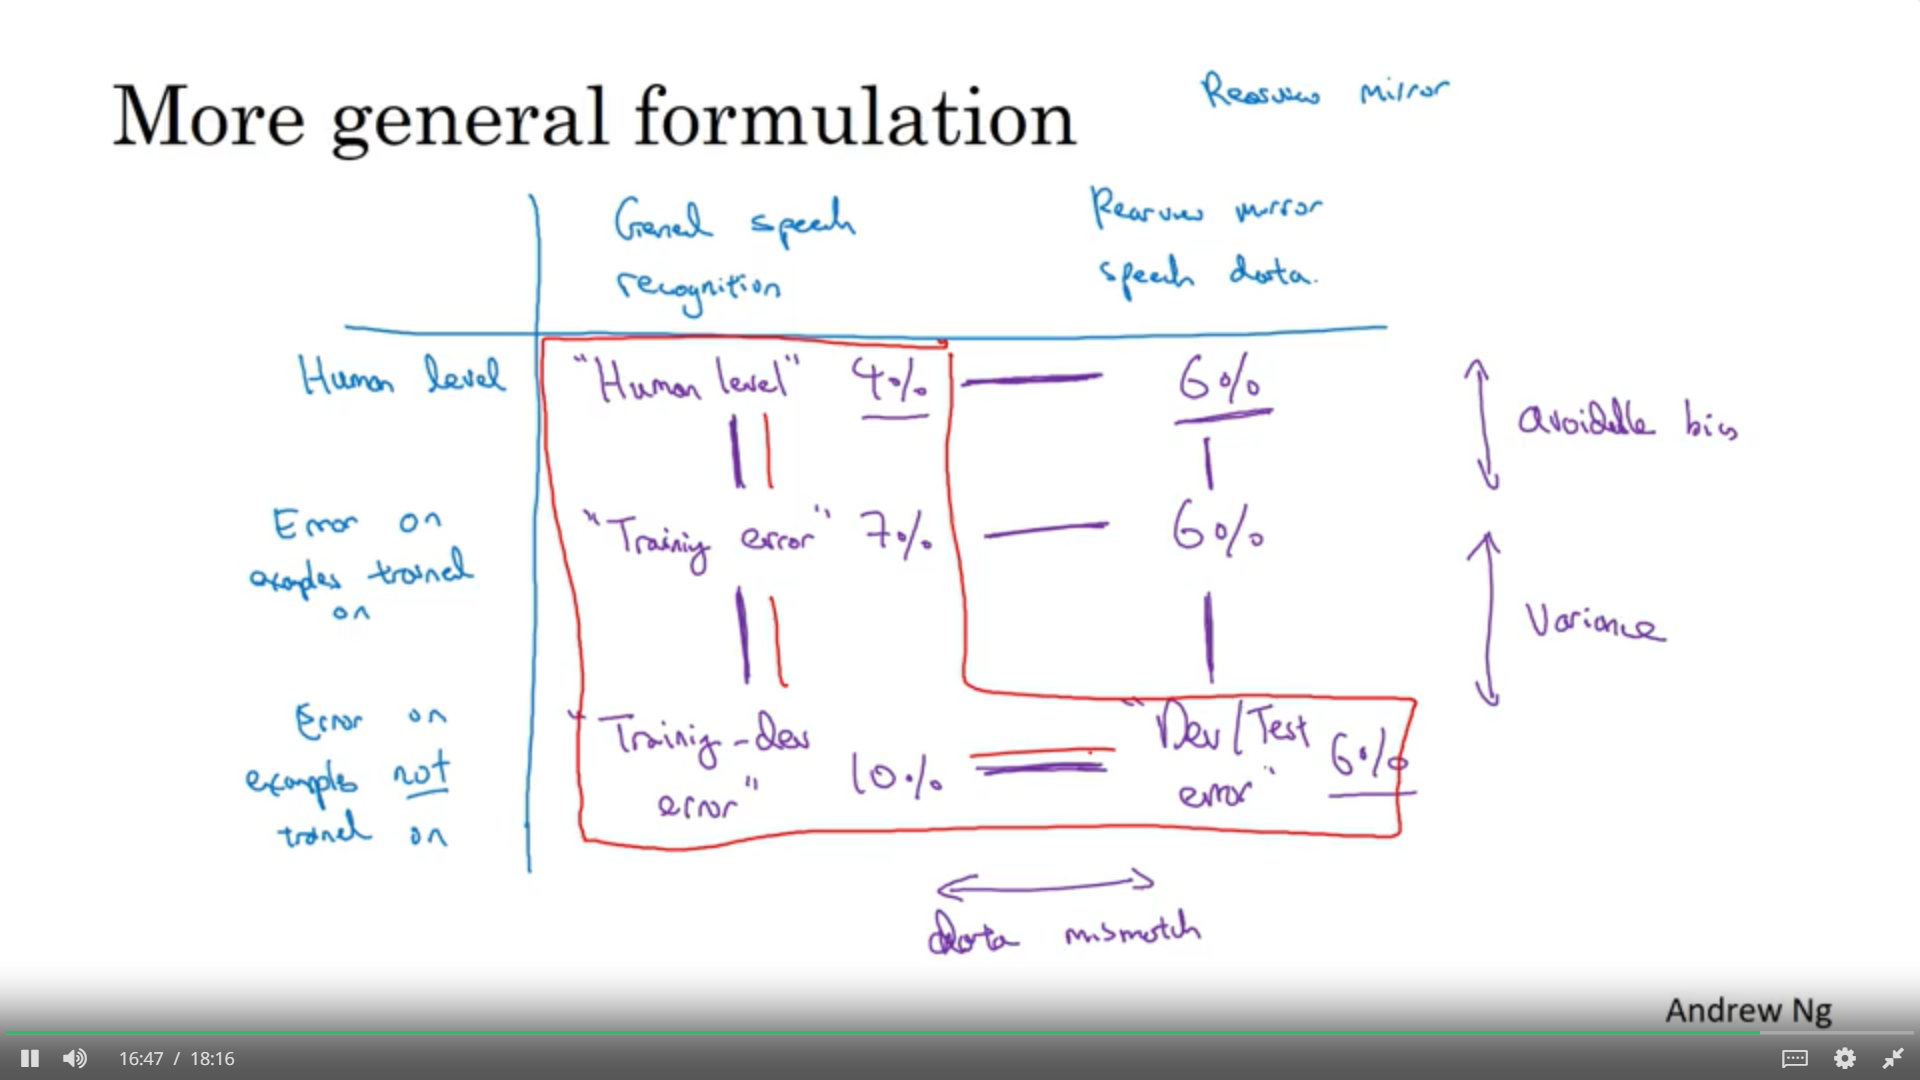 More general formulation
Rearview mirror
General speech
recognition
Rearview mirror
speech data.
Human level
"Human level" 4%
6%
avoidable bias
Error on
examples trained
on
"Training error" 7%
6%
Variance
Error on
examples not
trained on
"Training-dev
error"
10%
"Dev/Test
error"
6%
data mismatch
Andrew Ng
16:47 / 18:16